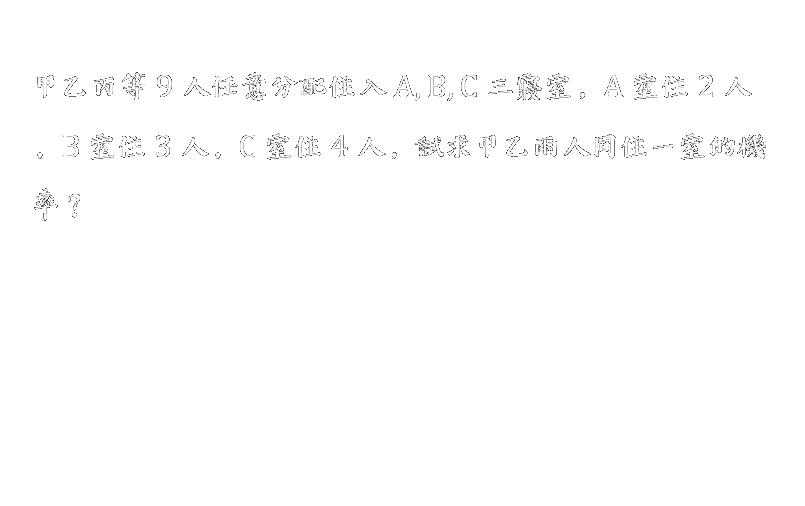 甲乙丙等 9 人任意分配住入 A, B, C 三寢室，A 室住 2 人
，B 室住 3 人，C 室住 4 人，試求甲乙兩人同住一室的機
率？